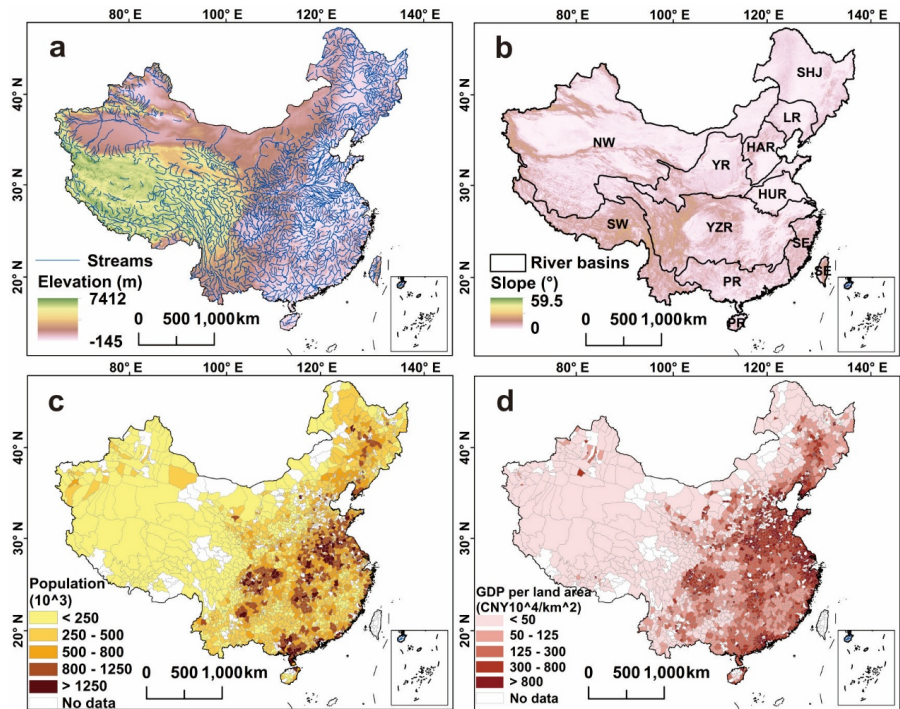 80° E 100° E 120° E 140° E
a
40° N
30° N
20° N
Streams
Elevation (m)
7412
-145
0 500 1,000 km
80° E 100° E 120° E 140° E
b
40° N
30° N
20° N
SHJ
LR
HAR
NW
YR
HUR
SW
YZR
SE
SE
PR
PR
River basins
Slope (°)
59.5
0
0 500 1,000 km
80° E 100° E 120° E 140° E
c
40° N
30° N
20° N
Population
(10^3)
< 250
250 - 500
500 - 800
800 - 1250
> 1250
No data
0 500 1,000 km
80° E 100° E 120° E 140° E
d
40° N
30° N
20° N
GDP per land area
(CNY10^4/km^2)
< 50
50 - 125
125 - 300
300 - 800
> 800
No data
0 500 1,000 km